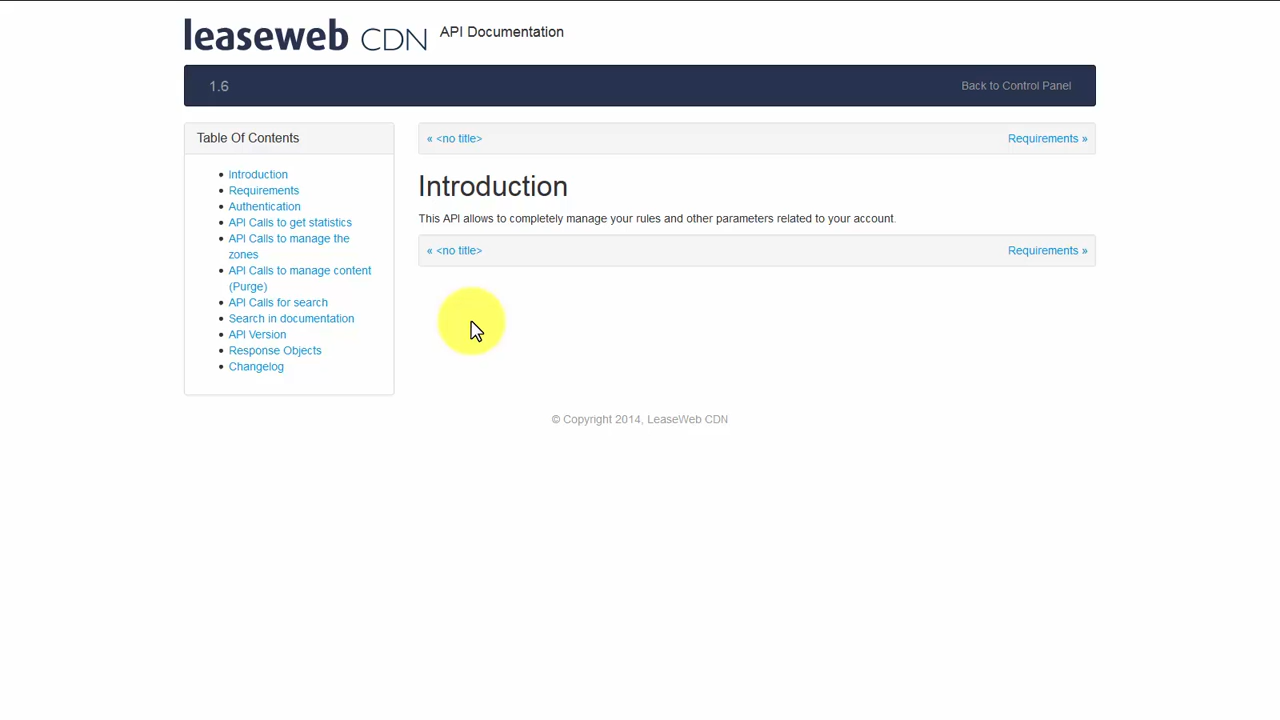 leaseweb CDN API Documentation
1.6 Back to Control Panel
Table Of Contents
Introduction
Requirements
Authentication
API Calls to get statistics
API Calls to manage the
zones
API Calls to manage content
(Purge)
API Calls for search
Search in documentation
API Version
Response Objects
Changelog
« <no title> Requirements »
Introduction
This API allows to completely manage your rules and other parameters related to your account.
« <no title> Requirements »
© Copyright 2014, LeaseWeb CDN